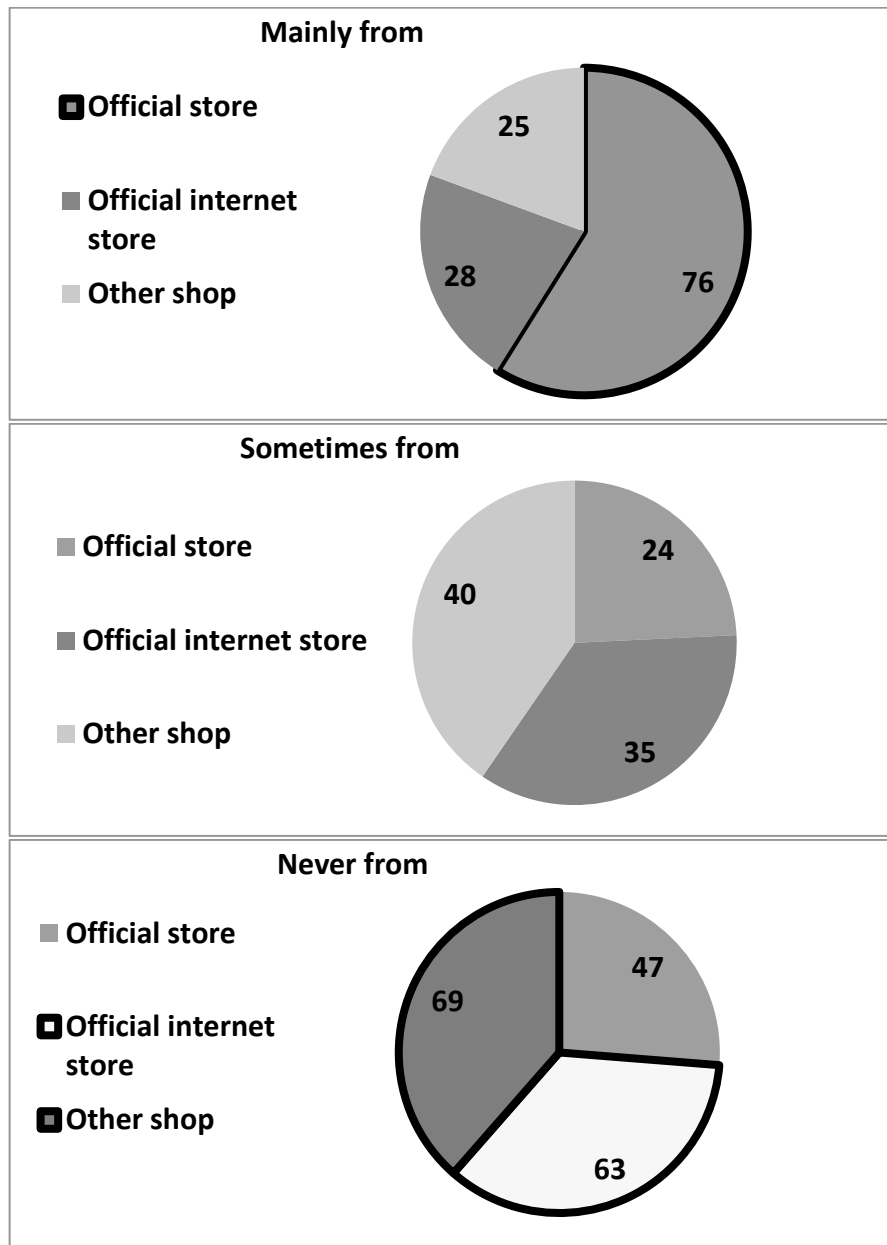 Mainly from
Official store
Official internet
store
Other shop
25
28
76
Sometimes from
Official store
Official internet store
Other shop
24
40
35
Never from
Official store
Official internet
store
Other shop
47
69
63